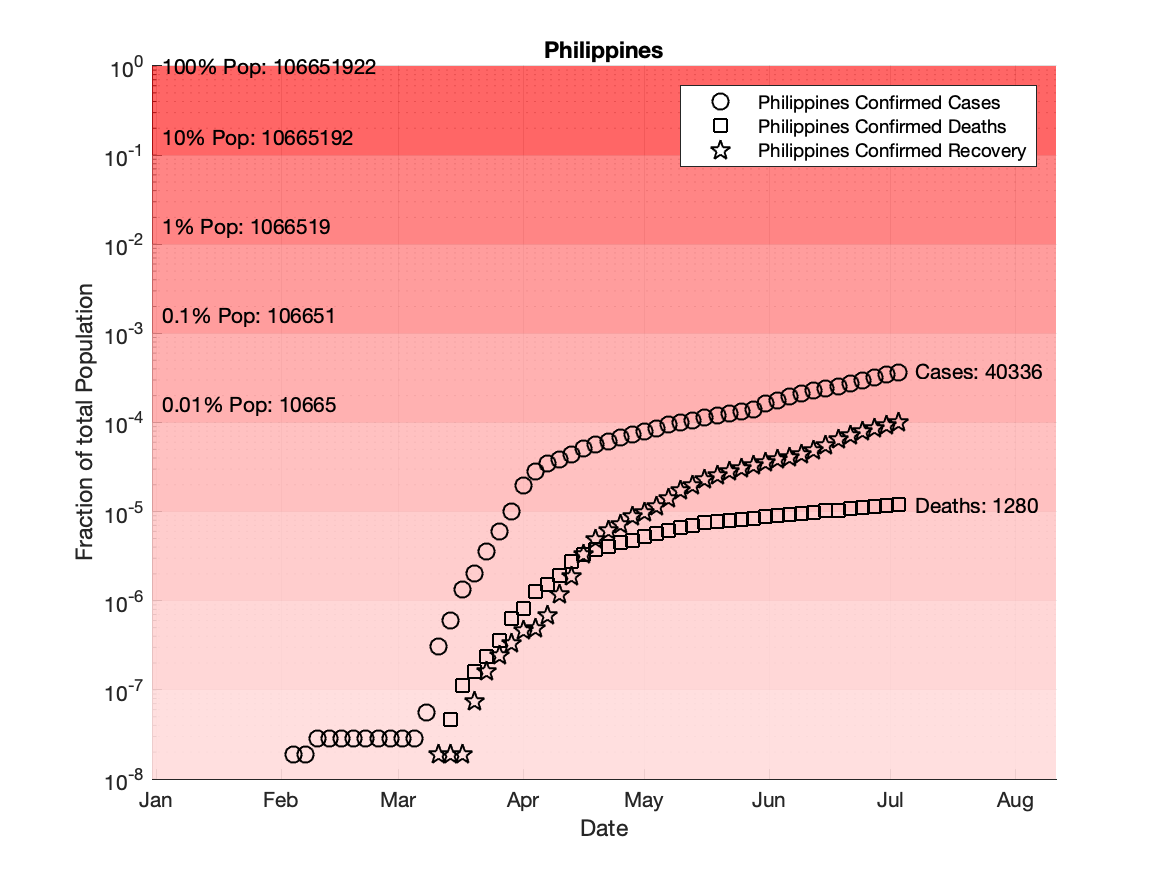 Philippines
10^0
100% Pop: 106651922
Philippines Confirmed Cases
Philippines Confirmed Deaths
Philippines Confirmed Recovery
10% Pop: 10665192
10^-1
1% Pop: 1066519
10^-2
0.1% Pop: 106651
10^-3
Cases: 40336
0.01% Pop: 10665
10^-4
Deaths: 1280
10^-5
10^-6
10^-7
10^-8
Fraction of total Population
Jan Feb Mar Apr May Jun Jul Aug
Date